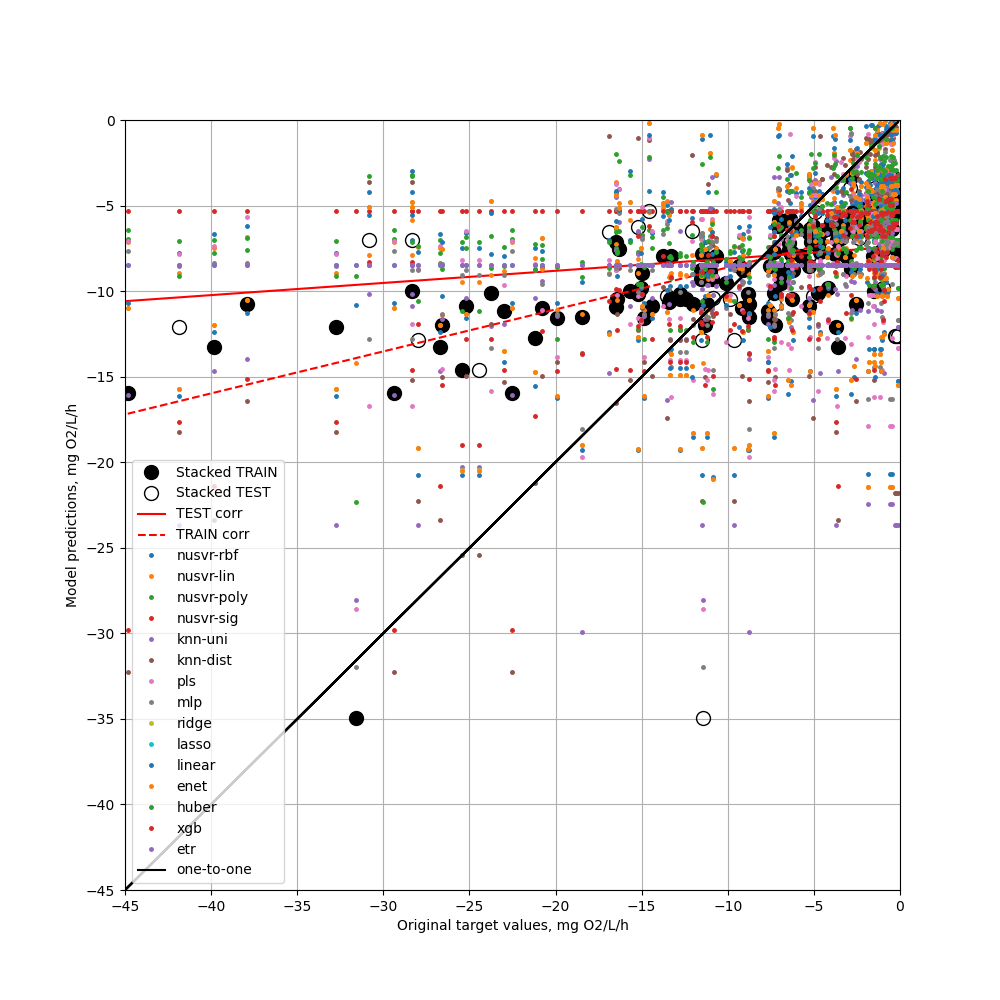 0
−5
−10
−15
−20
−25
−30
−35
−40
−45
Model predictions, mg O2/L/h
Stacked TRAIN
Stacked TEST
TEST corr
TRAIN corr
nusvr-rbf
nusvr-lin
nusvr-poly
nusvr-sig
knn-uni
knn-dist
pls
mlp
ridge
lasso
linear
enet
huber
xgb
etr
one-to-one
−45 −40 −35 −30 −25 −20 −15 −10 −5 0
Original target values, mg O2/L/h